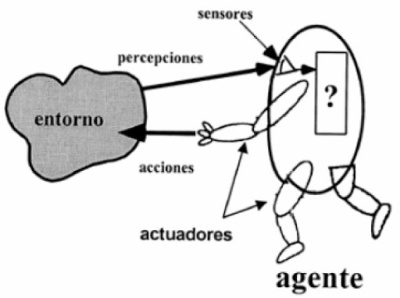 sensores
percepciones
?
entorno
acciones
actuadores
agente